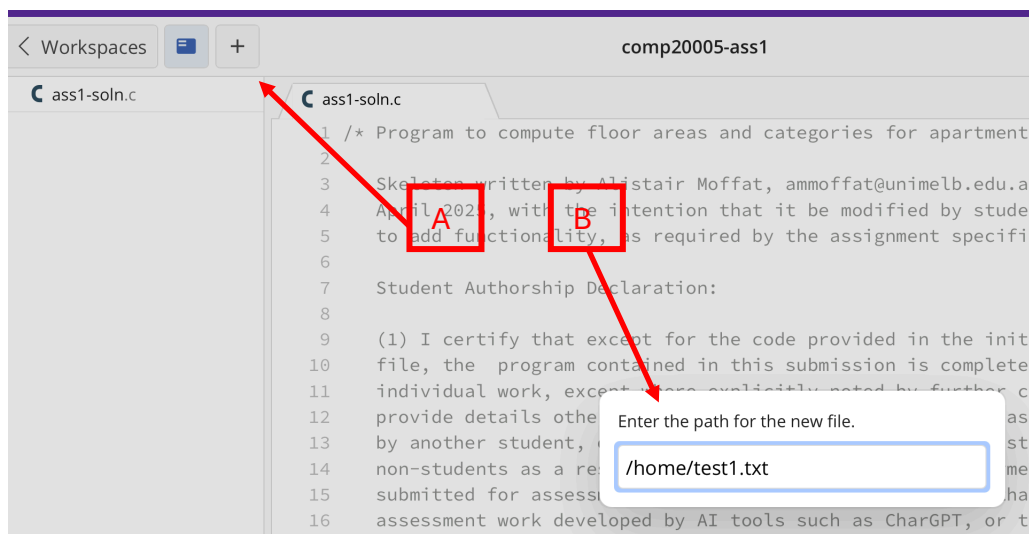 Workspaces + comp20005-ass1
ass1-soln.c
ass1-soln.c
1 /* Program to compute floor areas and categories for apartment
2
3 Skeleton written by Alistair Moffat, ammoffat@unimelb.edu.a
4 April 2025, with the intention that it be modified by stude
5 to add functionality, as required by the assignment specifi
6
7 Student Authorship Declaration:
8
9 (1) I certify that except for the code provided in the init
10 file, the program contained in this submission is complete
11 individual work, except where explicitly noted by further c
12 provide details othe as
13 by another student, st
14 non-students as a re me
15 submitted for assess ha
16 assessment work developed by AI tools such as CharGPT, or t
A
B
Enter the path for the new file.
/home/test1.txt